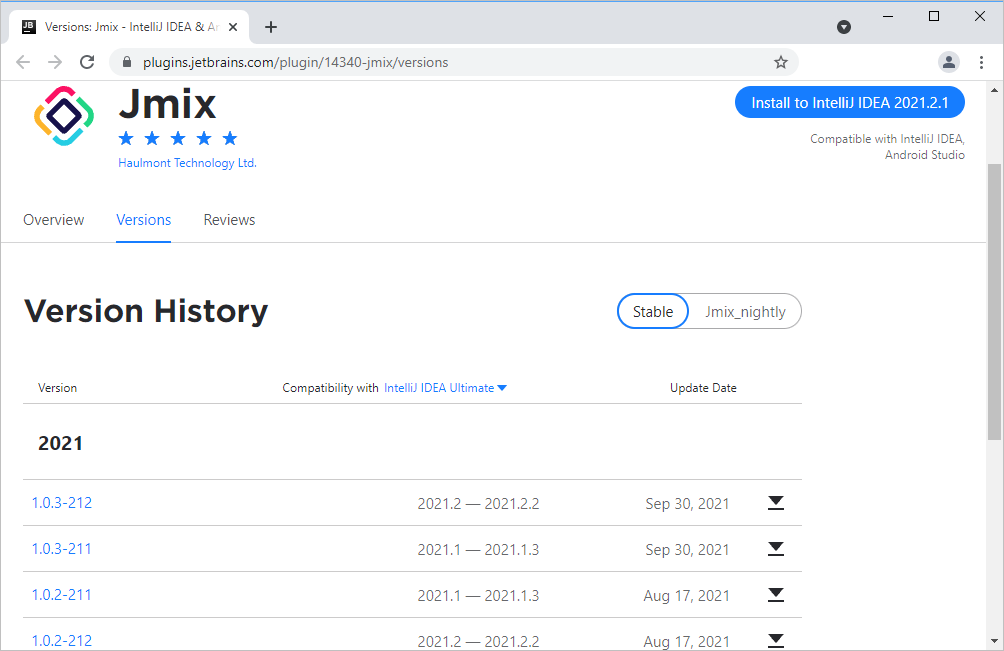 JB
Versions: Jmix - IntelliJ IDEA & An
plugins.jetbrains.com/plugin/14340-jmix/versions
Jmix
Install to IntelliJ IDEA 2021.2.1
Compatible with IntelliJ IDEA,
Android Studio
Haulmont Technology Ltd.
Overview Versions Reviews
Version History
Stable Jmix_nightly
Version Compatibility with IntelliJ IDEA Ultimate Update Date
2021
1.0.3-212 2021.2 — 2021.2.2 Sep 30, 2021
1.0.3-211 2021.1 — 2021.1.3 Sep 30, 2021
1.0.2-211 2021.1 — 2021.1.3 Aug 17, 2021
1.0.2-212 2021.2 — 2021.2.2 Aug 17, 2021